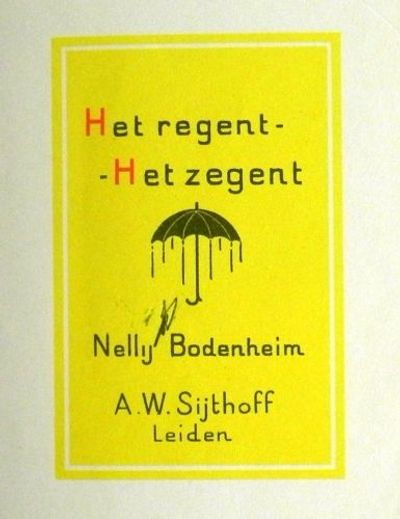 Het regent-
-Het zegent
Nelly Bodenheim
A.W. Sijthoff
Leiden